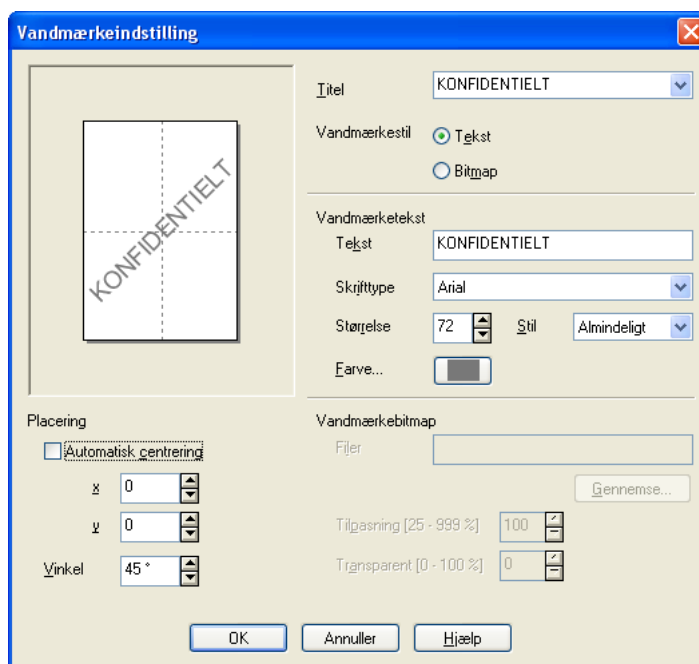 Vandmærkeindstilling
KONFIDENTIELT
Titel KONFIDENTIELT
Vandmærkestil Tekst
Bitmap
Vandmærketekst
Tekst KONFIDENTIELT
Skrifttype Arial
Størrelse 72 Stil Almindeligt
Farve...
Placering
Automatisk centrering
x 0
y 0
Vinkel 45 °
Vandmærkebitmap
Filer
Gennemse...
Tilpasning [25 - 999 %] 100
Transparent [0 - 100 %] 0
OK Annuller Hjælp